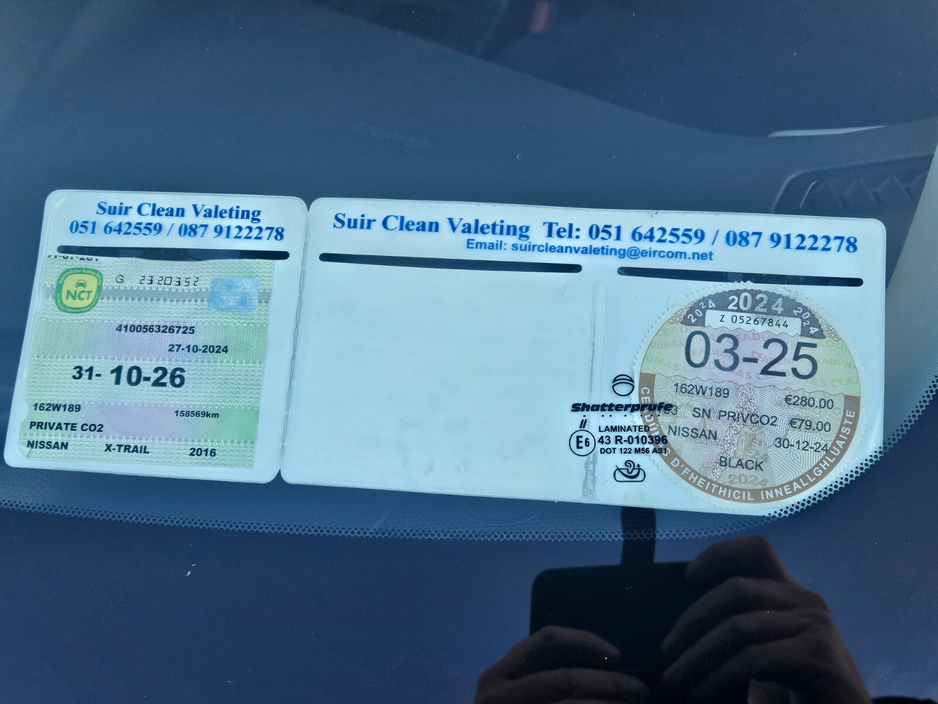 Suir Clean Valeting
051 642559 / 087 9122278
NCT
G 2320352
410056326725
27-10-2024
31- 10-26
162W189
158569km
PRIVATE CO2
NISSAN X-TRAIL 2016
Suir Clean Valeting Tel: 051 642559 / 087 9122278
Email: suircleanvaleting@eircom.net
Shatterprufe
E6
LAMINATED
43 R-010396
DOT 122 M56 AS1
2024 2024 2024
Z 05267844
03-25
162W189 €280.00
SN PRIVCO2 €79.00
NISSAN 30-12-24
BLACK
2024
D'FHEITHICIL INNEALLGHLUAISTE